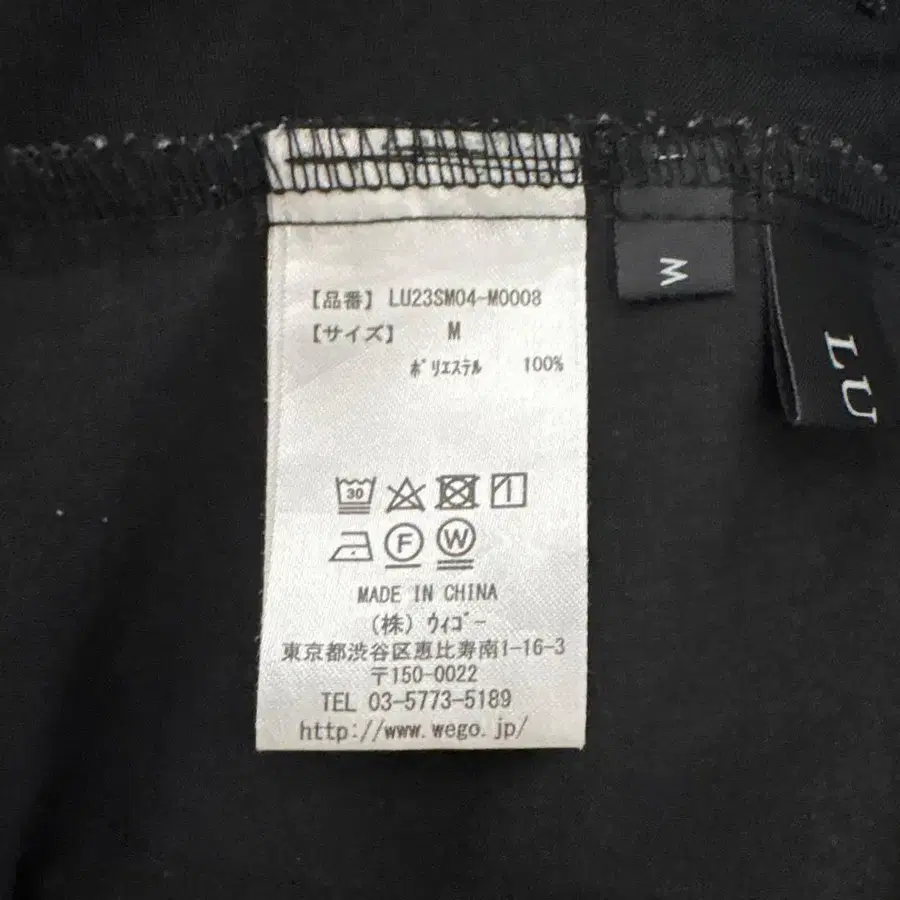 【品番】 LU23SM04-M0008
【サイズ】 M
ﾎﾟﾘｴｽﾃﾙ 100%
30
F W
MADE IN CHINA
(株) ｳｨｺﾞｰ
東京都渋谷区恵比寿南1-16-3
〒150-0022
TEL 03-5773-5189
http://www.wego.jp/
M
LU